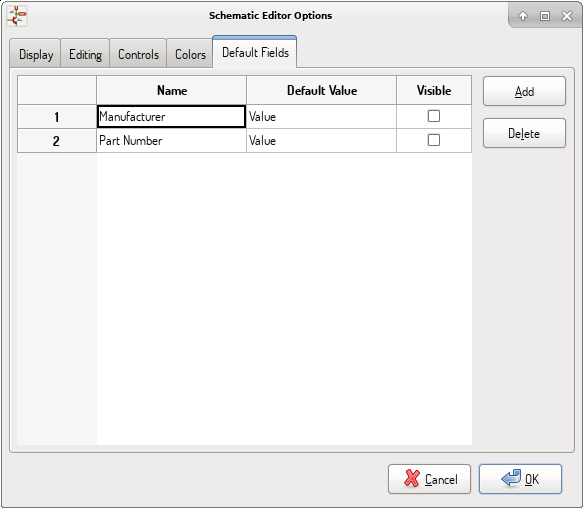 Schematic Editor Options
Display Editing Controls Colors Default Fields
Name Default Value Visible
1 Manufacturer Value
2 Part Number Value
Add
Delete
Cancel OK